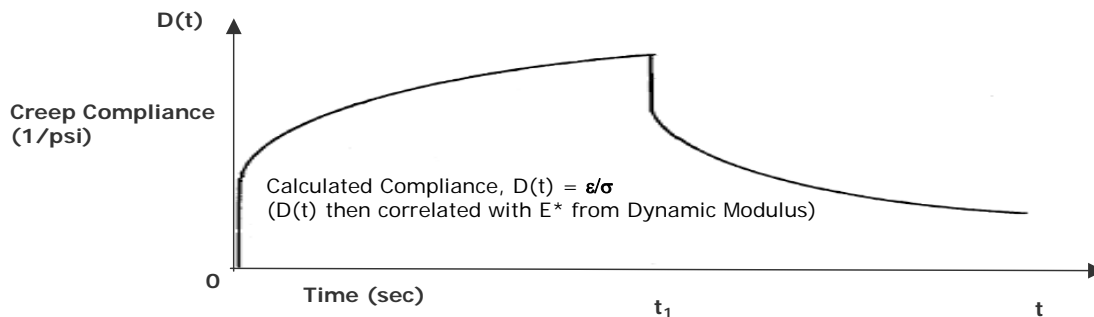 D(t)
Creep Compliance
(1/psi)
Calculated Compliance, D(t) = ε/σ
(D(t) then correlated with E* from Dynamic Modulus)
0
Time (sec)
t₁
t